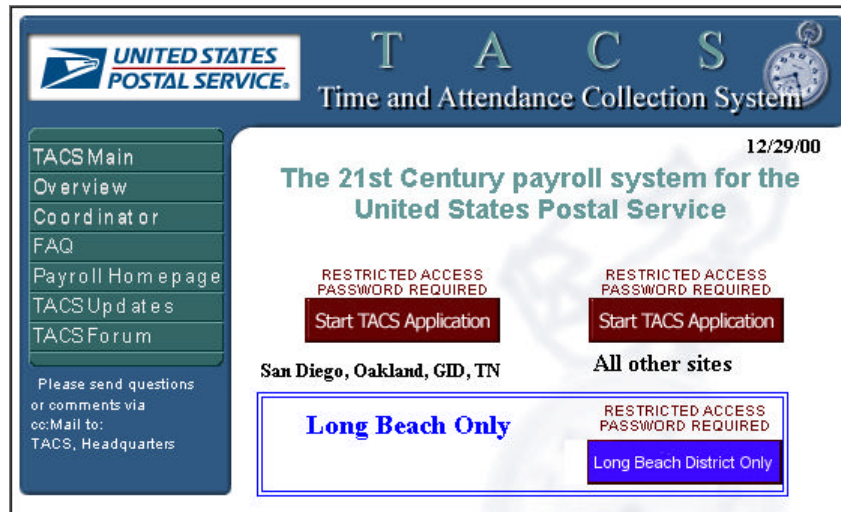 UNITED STATES
POSTAL SERVICE®
T A C S
Time and Attendance Collection System
TACS Main
Overview
Coordinator
FAQ
Payroll Homepage
TACS Updates
TACS Forum
Please send questions
or comments via
cc:Mail to:
TACS, Headquarters
12/29/00
The 21st Century payroll system for the
United States Postal Service
RESTRICTED ACCESS
PASSWORD REQUIRED
Start TACS Application
San Diego, Oakland, GID, TN
RESTRICTED ACCESS
PASSWORD REQUIRED
Start TACS Application
All other sites
Long Beach Only
RESTRICTED ACCESS
PASSWORD REQUIRED
Long Beach District Only